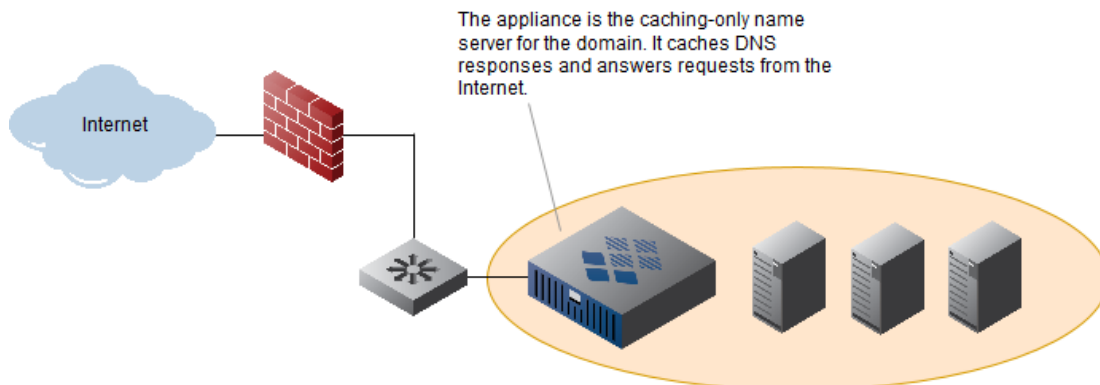 The appliance is the caching-only name
server for the domain. It caches DNS
responses and answers requests from the
Internet.
Internet